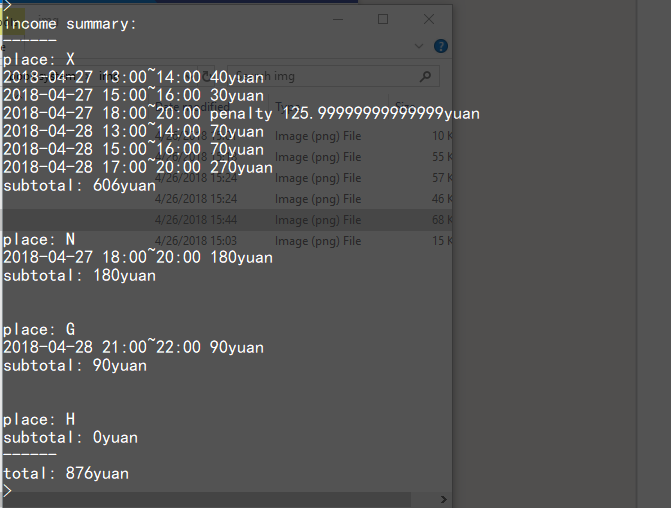 >
income summary:
------
place: X
2018-04-27 13:00~14:00 40yuan
2018-04-27 15:00~16:00 30yuan
2018-04-27 18:00~20:00 penalty 125.99999999999999yuan
2018-04-28 13:00~14:00 70yuan
2018-04-28 15:00~16:00 70yuan
2018-04-28 17:00~20:00 270yuan
subtotal: 606yuan
place: N
2018-04-27 18:00~20:00 180yuan
subtotal: 180yuan
place: G
2018-04-28 21:00~22:00 90yuan
subtotal: 90yuan
place: H
subtotal: 0yuan
------
total: 876yuan
>
img
Date modified
4/26/2018 15:24 Image (png) File 57 K
4/26/2018 15:24 Image (png) File 46 K
4/26/2018 15:44 Image (png) File 68 K
4/26/2018 15:03 Image (png) File 15 K
Image (png) File 10 K
Image (png) File 55 K